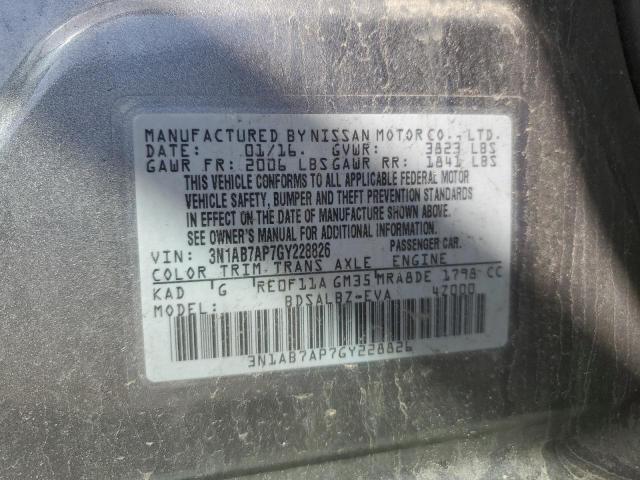 MANUFACTURED BY NISSAN MOTOR CO., LTD.
DATE: 01/16. GVWR: 3823 LBS
GAWR FR: 2006 LBS GAWR RR: 1841 LBS
THIS VEHICLE CONFORMS TO ALL APPLICABLE FEDERAL MOTOR
VEHICLE SAFETY, BUMPER AND THEFT PREVENTION STANDARDS
IN EFFECT ON THE DATE OF MANUFACTURE SHOWN ABOVE.
SEE OWNER'S MANUAL FOR ADDITIONAL INFORMATION.
VIN: 3N1AB7AP7GY228826 PASSENGER CAR.
COLOR TRIM TRANS AXLE ENGINE
KAD G RE0F11A GM35 MRA8DE 1798 CC
MODEL: BDSALBZ-EVA 4Z000
3N1AB7AP7GY228826